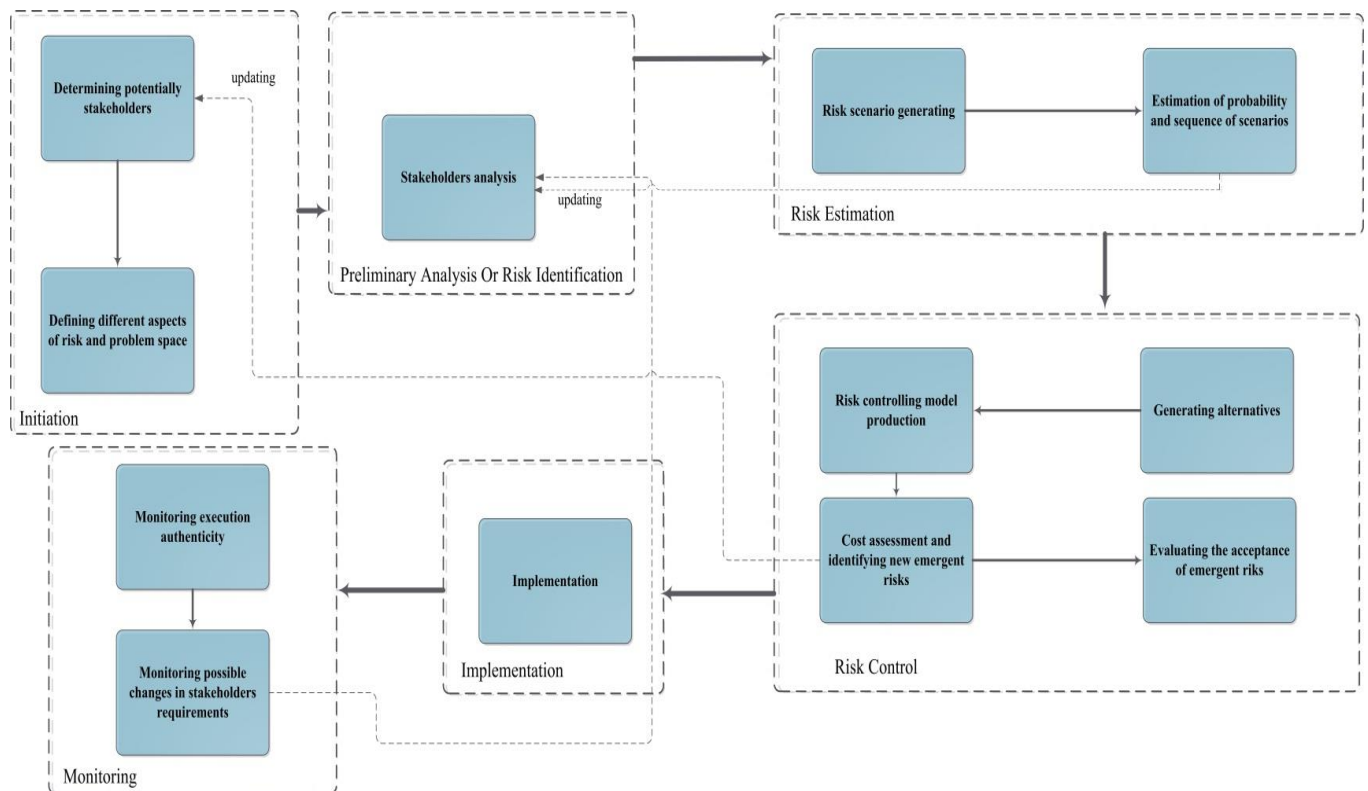 Determining potentially
stakeholders
updating
Defining different aspects
of risk and problem space
Initiation
Stakeholders analysis
updating
Preliminary Analysis Or Risk Identification
Risk scenario generating
Estimation of probability
and sequence of scenarios
Risk Estimation
Risk controlling model
production
Generating alternatives
Cost assessment and
identifying new emergent
risks
Evaluating the acceptance
of emergent riks
Risk Control
Implementation
Implementation
Monitoring execution
authenticity
Monitoring possible
changes in stakeholders
requirements
Monitoring